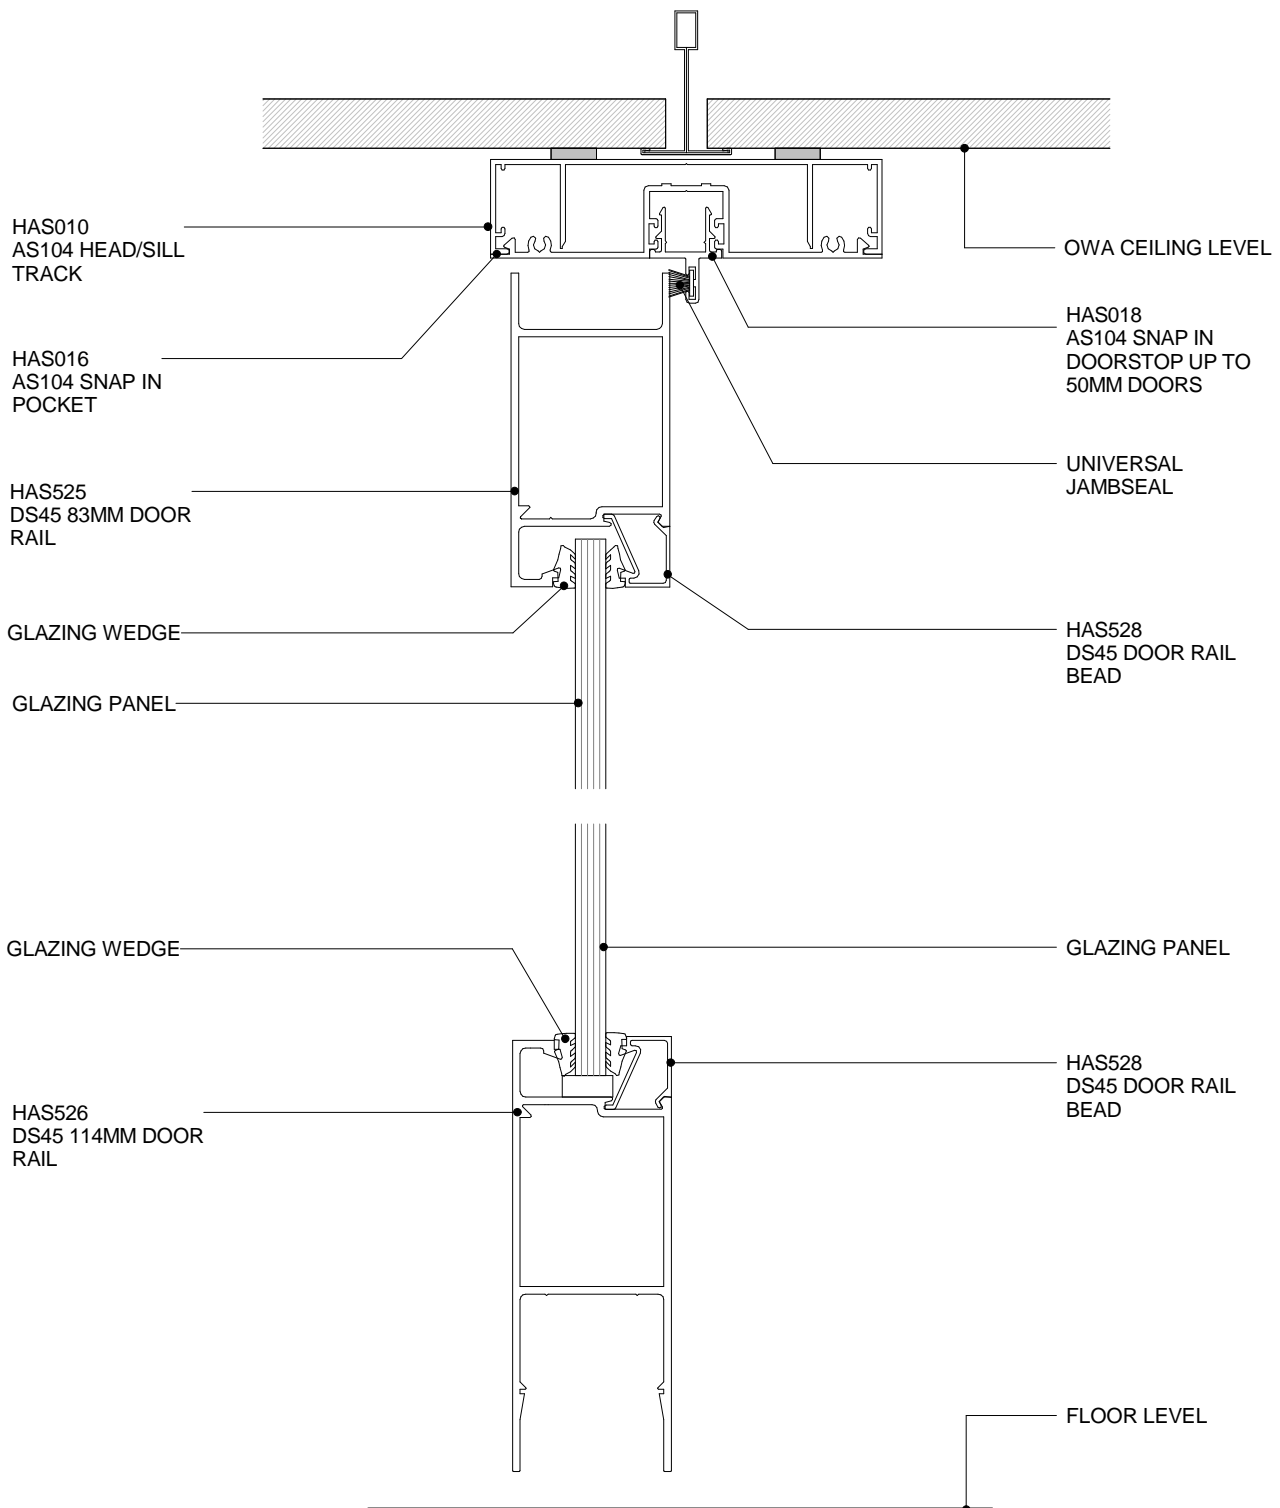 HAS010
AS104 HEAD/SILL
TRACK
OWA CEILING LEVEL
HAS018
AS104 SNAP IN
DOORSTOP UP TO
50MM DOORS
HAS016
AS104 SNAP IN
POCKET
UNIVERSAL
JAMBSEAL
HAS525
DS45 83MM DOOR
RAIL
GLAZING WEDGE
HAS528
DS45 DOOR RAIL
BEAD
GLAZING PANEL
GLAZING WEDGE
GLAZING PANEL
HAS528
DS45 DOOR RAIL
BEAD
HAS526
DS45 114MM DOOR
RAIL
FLOOR LEVEL